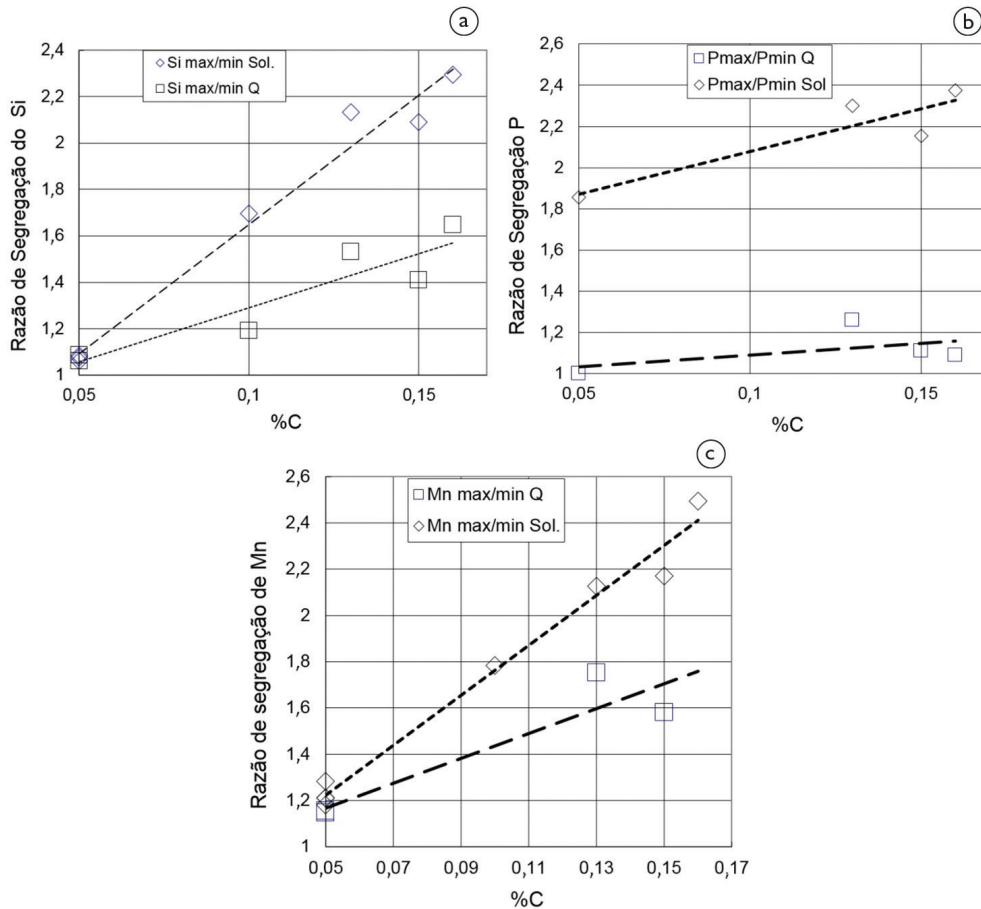 a
Si max/min Sol.
Si max/min Q
Razão de Segregação do Si
2,4
2,2
2
1,8
1,6
1,4
1,2
1
0,05
0,1
0,15
%C
b
Pmax/Pmin Q
Pmax/Pmin Sol
Razão de Segregação P
2,6
2,4
2,2
2
1,8
1,6
1,4
1,2
1
0,05
0,1
0,15
%C
c
Mn max/min Q
Mn max/min Sol.
Razão de segregação de Mn
2,6
2,4
2,2
2
1,8
1,6
1,4
1,2
1
0,05
0,07
0,09
0,11
0,13
0,15
0,17
%C